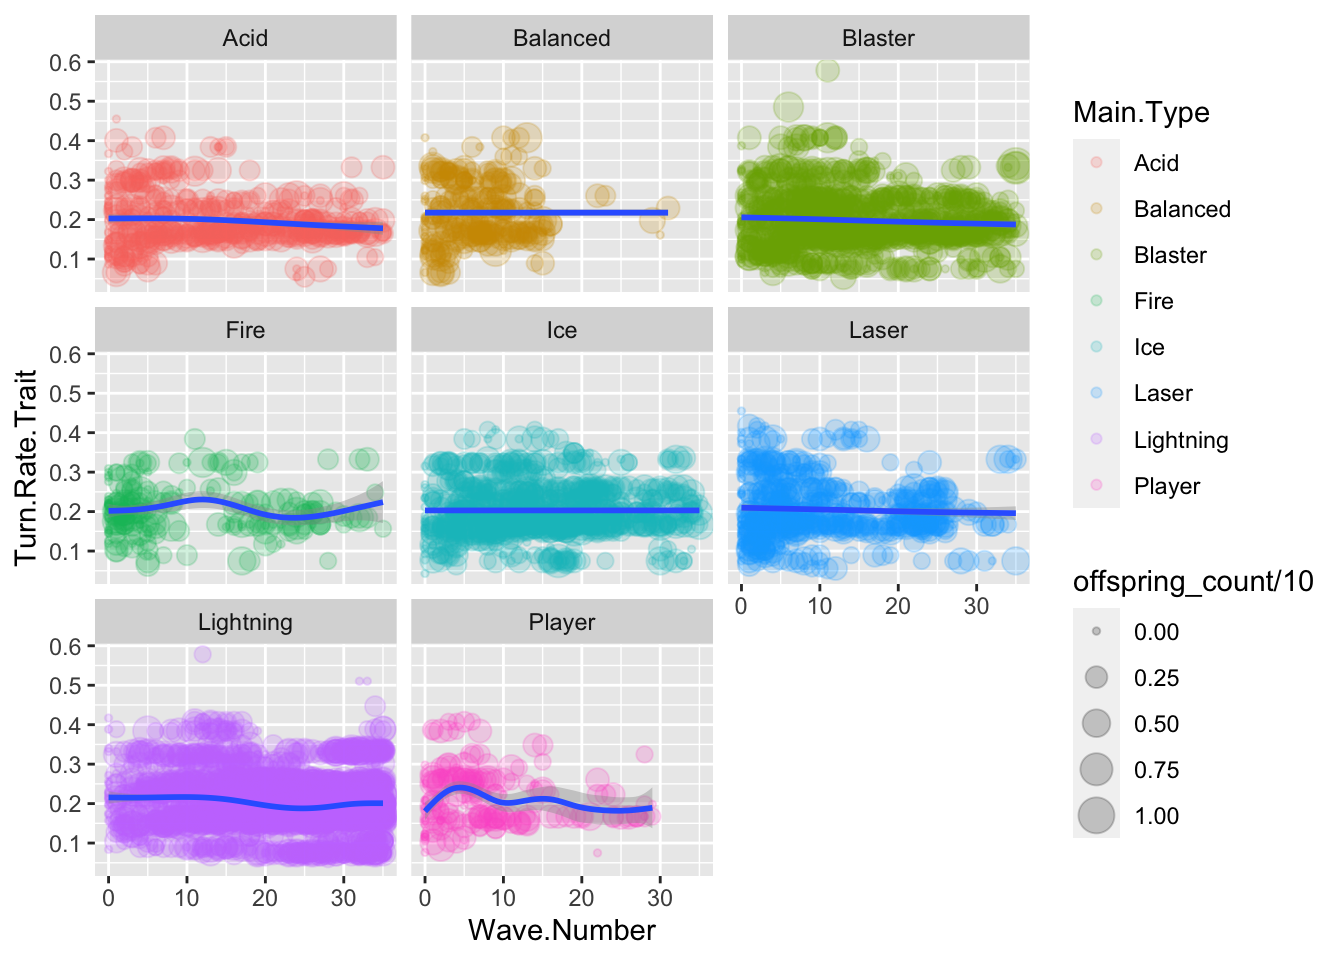 Acid Balanced Blaster
0.6
0.5
0.4
0.3
0.2
0.1
Fire Ice Laser
0.6
0.5
0.4
0.3
0.2
0.1
0 10 20 30
Lightning Player
0.6
0.5
0.4
0.3
0.2
0.1
0 10 20 30 0 10 20 30
Wave.Number
Turn.Rate.Trait
Main.Type
Acid
Balanced
Blaster
Fire
Ice
Laser
Lightning
Player
offspring_count/10
0.00
0.25
0.50
0.75
1.00